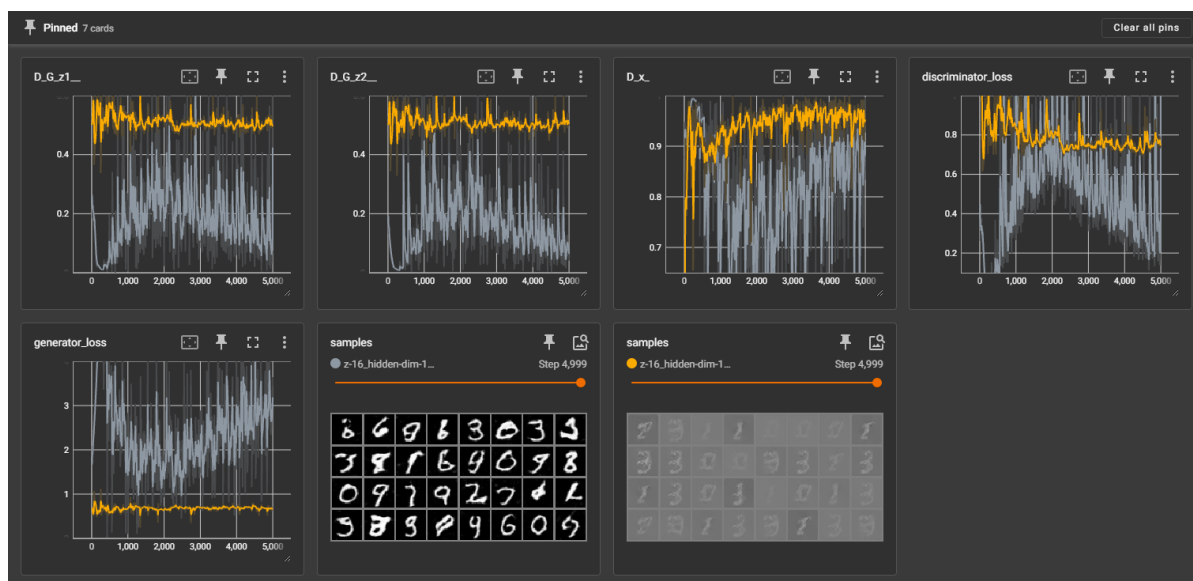 Pinned 7 cards
Clear all pins
D_G_z1__
0.4
0.2
0 1,000 2,000 3,000 4,000 5,000
D_G_z2__
0.4
0.2
0 1,000 2,000 3,000 4,000 5,000
D_x_
0.9
0.8
0.7
0 1,000 2,000 3,000 4,000 5,000
discriminator_loss
0.8
0.6
0.4
0.2
0 1,000 2,000 3,000 4,000 5,000
generator_loss
3
2
1
0 1,000 2,000 3,000 4,000 5,000
samples
z-16_hidden-dim-1...
Step 4,999
samples
z-16_hidden-dim-1...
Step 4,999